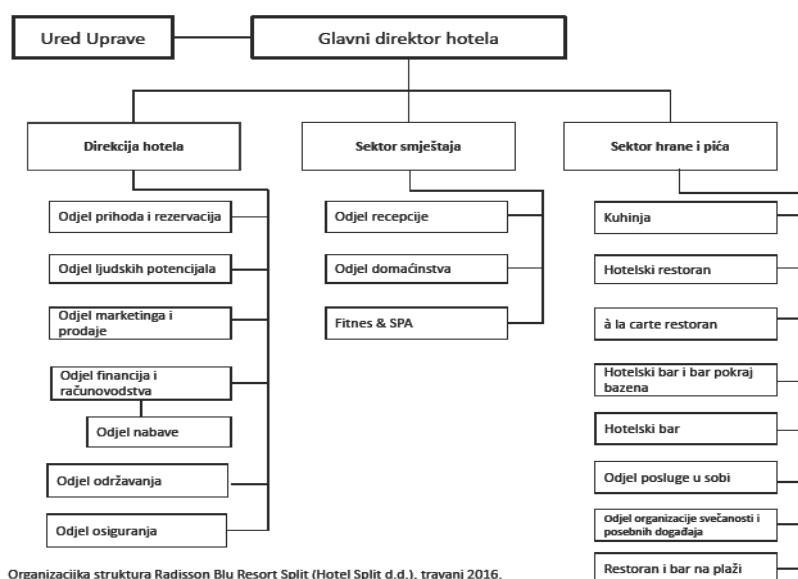 Ured Uprave
Glavni direktor hotela
Direkcija hotela
Sektor smještaja
Sektor hrane i pića
Odjel prihoda i rezervacija
Odjel ljudskih potencijala
Odjel marketinga i
prodaje
Odjel financija i
računovodstva
Odjel nabave
Odjel održavanja
Odjel osiguranja
Odjel recepcije
Odjel domaćinstva
Fitnes & SPA
Kuhinja
Hotelski restoran
à la carte restoran
Hotelski bar i bar pokraj
bazena
Hotelski bar
Odjel posluge u sobi
Odjel organizacije svečanosti i
posebnih događaja
Restoran i bar na plaži
Organizacijka struktura Radisson Blu Resort Split (Hotel Split d.d.), travanj 2016.